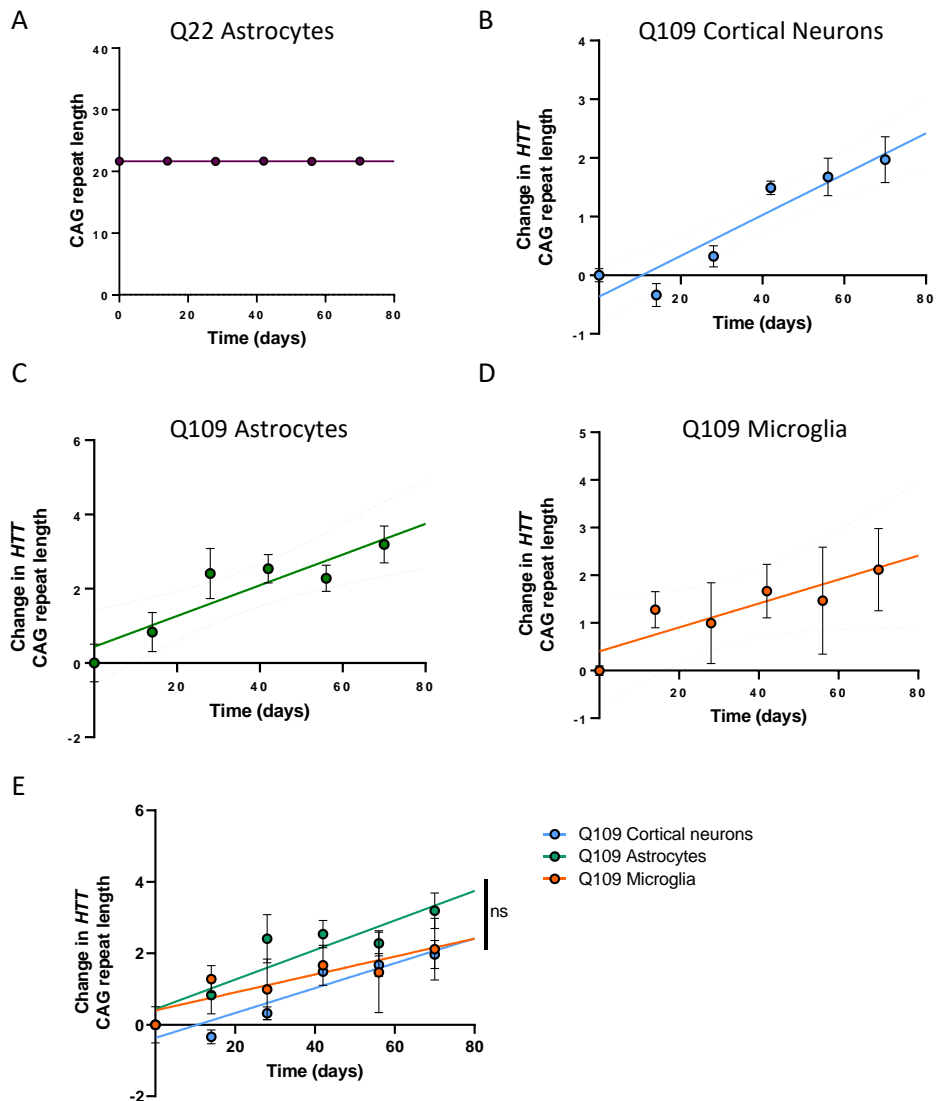 A
Q22 Astrocytes
CAG repeat length
40
30
20
10
0
0 20 40 60 80
Time (days)
B
Q109 Cortical Neurons
Change in HTT
CAG repeat length
4
3
2
1
0
-1
20 40 60 80
Time (days)
C
Q109 Astrocytes
Change in HTT
CAG repeat length
6
4
2
0
-2
20 40 60 80
Time (days)
D
Q109 Microglia
Change in HTT
CAG repeat length
5
4
3
2
1
0
-1
20 40 60 80
Time (days)
E
Change in HTT
CAG repeat length
6
4
2
0
-2
20 40 60 80
Time (days)
ns
Q109 Cortical neurons
Q109 Astrocytes
Q109 Microglia